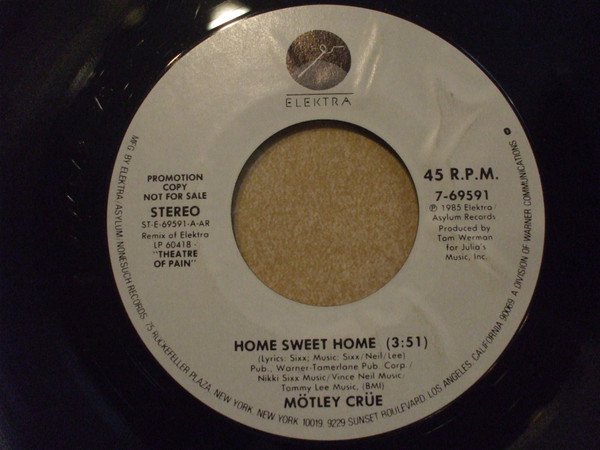 ELEKTRA
PROMOTION
COPY
NOT FOR SALE
STEREO
ST-E-69591-A-AR
Remix of Elektra
LP 60418 -
"THEATRE
OF PAIN"
45 R.P.M.
7-69591
Ⓟ 1985 Elektra/
Asylum Records
Produced by
Tom Werman
for Julia's
Music, Inc.
HOME SWEET HOME (3:51)
(Lyrics: Sixx; Music: Sixx/Neil/Lee)
Pub., Warner-Tamerlane Pub. Corp./
Nikki Sixx Music/Vince Neil Music.
Tommy Lee Music, (BMI)
MÖTLEY CRÜE
MFG. BY ELEKTRA/ASYLUM/NONESUCH RECORDS, 75 ROCKEFELLER PLAZA, NEW YORK, NEW YORK 10019. 9229 SUNSET BOULEVARD, LOS ANGELES, CALIFORNIA 90069. A DIVISION OF WARNER COMMUNICATIONS